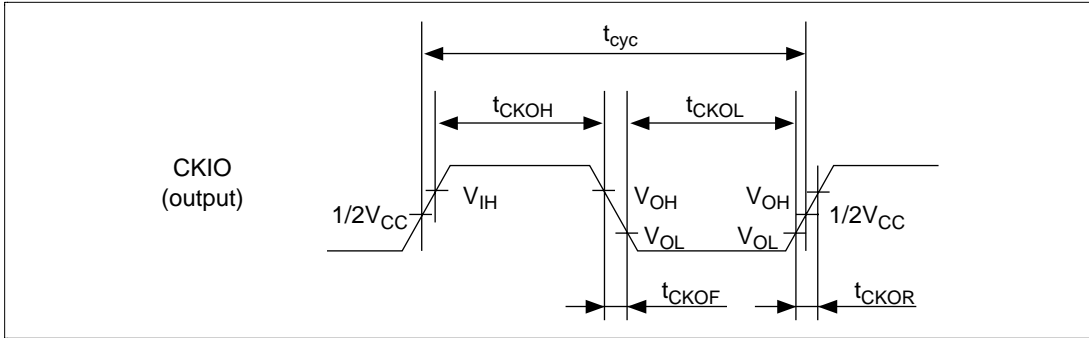 tcyc
tCKOH
tCKOL
CKIO
(output)
1/2VCC
VIH
VOH
VOL
VOH
VOL
1/2VCC
tCKOF
tCKOR